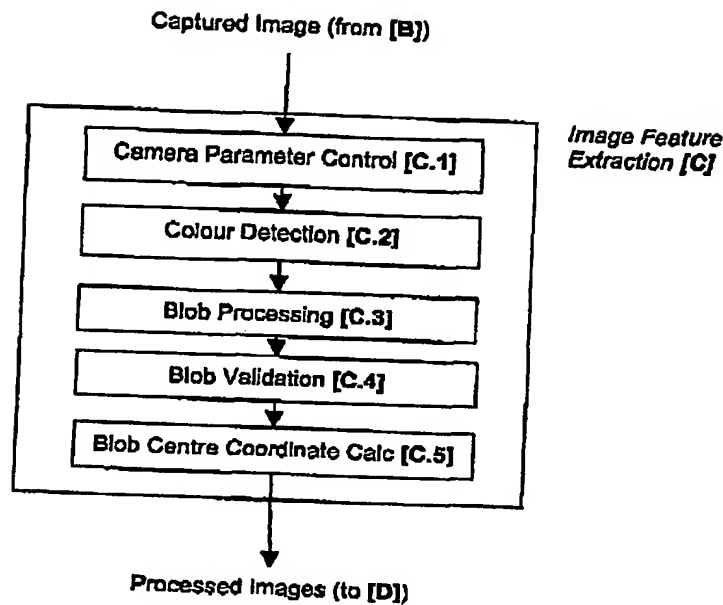 Captured Image (from [B])
Image Feature
Extraction [C]
Camera Parameter Control [C.1]
Colour Detection [C.2]
Blob Processing [C.3]
Blob Validation [C.4]
Blob Centre Coordinate Calc [C.5]
Processed Images (to [D])